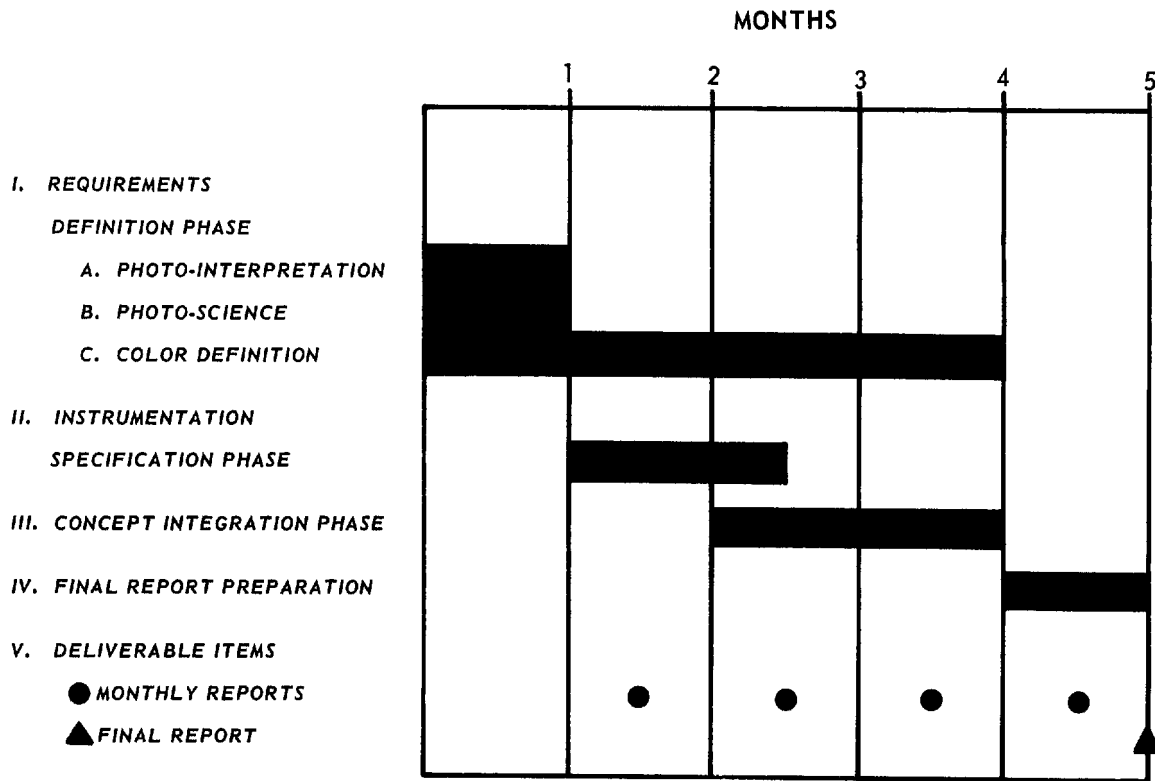 MONTHS
1 2 3 4 5
I. REQUIREMENTS
DEFINITION PHASE
A. PHOTO-INTERPRETATION
B. PHOTO-SCIENCE
C. COLOR DEFINITION
II. INSTRUMENTATION
SPECIFICATION PHASE
III. CONCEPT INTEGRATION PHASE
IV. FINAL REPORT PREPARATION
V. DELIVERABLE ITEMS
MONTHLY REPORTS
FINAL REPORT